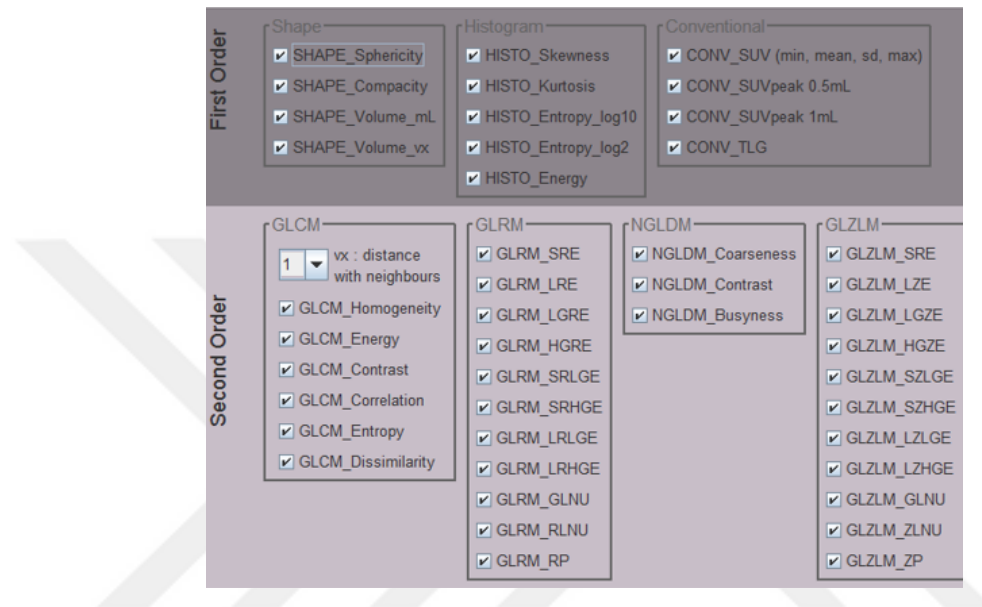 First Order
Shape
SHAPE_Sphericity
SHAPE_Compacity
SHAPE_Volume_mL
SHAPE_Volume_vx
Histogram
HISTO_Skewness
HISTO_Kurtosis
HISTO_Entropy_log10
HISTO_Entropy_log2
HISTO_Energy
Conventional
CONV_SUV (min, mean, sd, max)
CONV_SUVpeak 0.5mL
CONV_SUVpeak 1mL
CONV_TLG
Second Order
GLCM
1 vx : distance
with neighbours
GLCM_Homogeneity
GLCM_Energy
GLCM_Contrast
GLCM_Correlation
GLCM_Entropy
GLCM_Dissimilarity
GLRM
GLRM_SRE
GLRM_LRE
GLRM_LGRE
GLRM_HGRE
GLRM_SRLGE
GLRM_SRHGE
GLRM_LRLGE
GLRM_LRHGE
GLRM_GLNU
GLRM_RLNU
GLRM_RP
NGLDM
NGLDM_Coarseness
NGLDM_Contrast
NGLDM_Busyness
GLZLM
GLZLM_SRE
GLZLM_LZE
GLZLM_LGZE
GLZLM_HGZE
GLZLM_SZLGE
GLZLM_SZHGE
GLZLM_LZLGE
GLZLM_LZHGE
GLZLM_GLNU
GLZLM_ZLNU
GLZLM_ZP